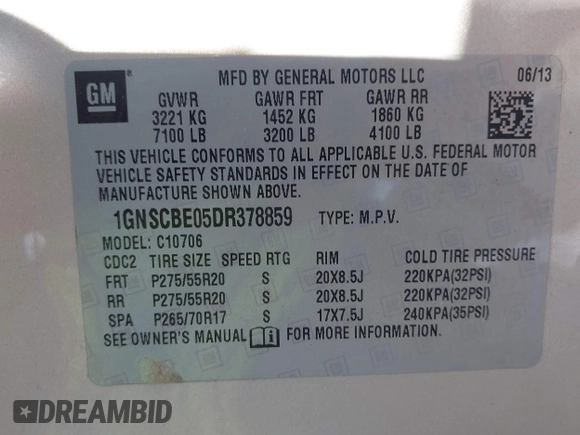 GM
MFD BY GENERAL MOTORS LLC 06/13
GVWR GAWR FRT GAWR RR
3221 KG 1452 KG 1860 KG
7100 LB 3200 LB 4100 LB
THIS VEHICLE CONFORMS TO ALL APPLICABLE U.S. FEDERAL MOTOR
VEHICLE SAFETY STANDARDS IN EFFECT ON THE DATE OF
MANUFACTURE SHOWN ABOVE.
1GNSCBE05DR378859 TYPE: M.P.V.
MODEL: C10706
CDC2 TIRE SIZE SPEED RTG RIM COLD TIRE PRESSURE
FRT P275/55R20 S 20X8.5J 220KPA(32PSI)
RR P275/55R20 S 20X8.5J 220KPA(32PSI)
SPA P265/70R17 S 17X7.5J 240KPA(35PSI)
SEE OWNER'S MANUAL FOR MORE INFORMATION.
DREAMBID